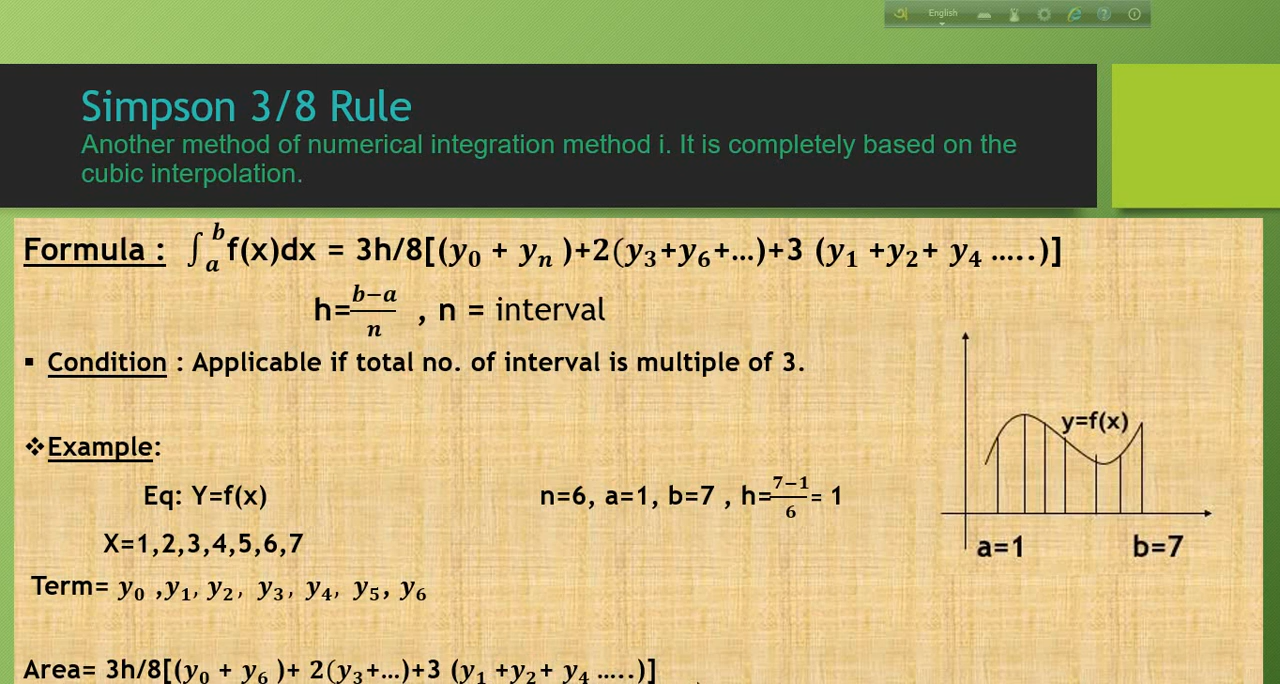 English
Simpson 3/8 Rule
Another method of numerical integration method i. It is completely based on the
cubic interpolation.
Formula : ∫ₐᵇ f(x)dx = 3h/8[(y₀ + yₙ )+2(y₃+y₆+...)+3 (y₁ +y₂+ y₄ .....)]
h=(b−a)/n , n = interval
▪ Condition : Applicable if total no. of interval is multiple of 3.
y=f(x)
❖Example:
Eq: Y=f(x) n=6, a=1, b=7 , h=(7−1)/6 = 1
X=1,2,3,4,5,6,7
a=1 b=7
Term= y₀ ,y₁, y₂, y₃, y₄, y₅, y₆
Area= 3h/8[(y₀ + y₆ )+ 2(y₃+...)+3 (y₁ +y₂+ y₄ .....)]